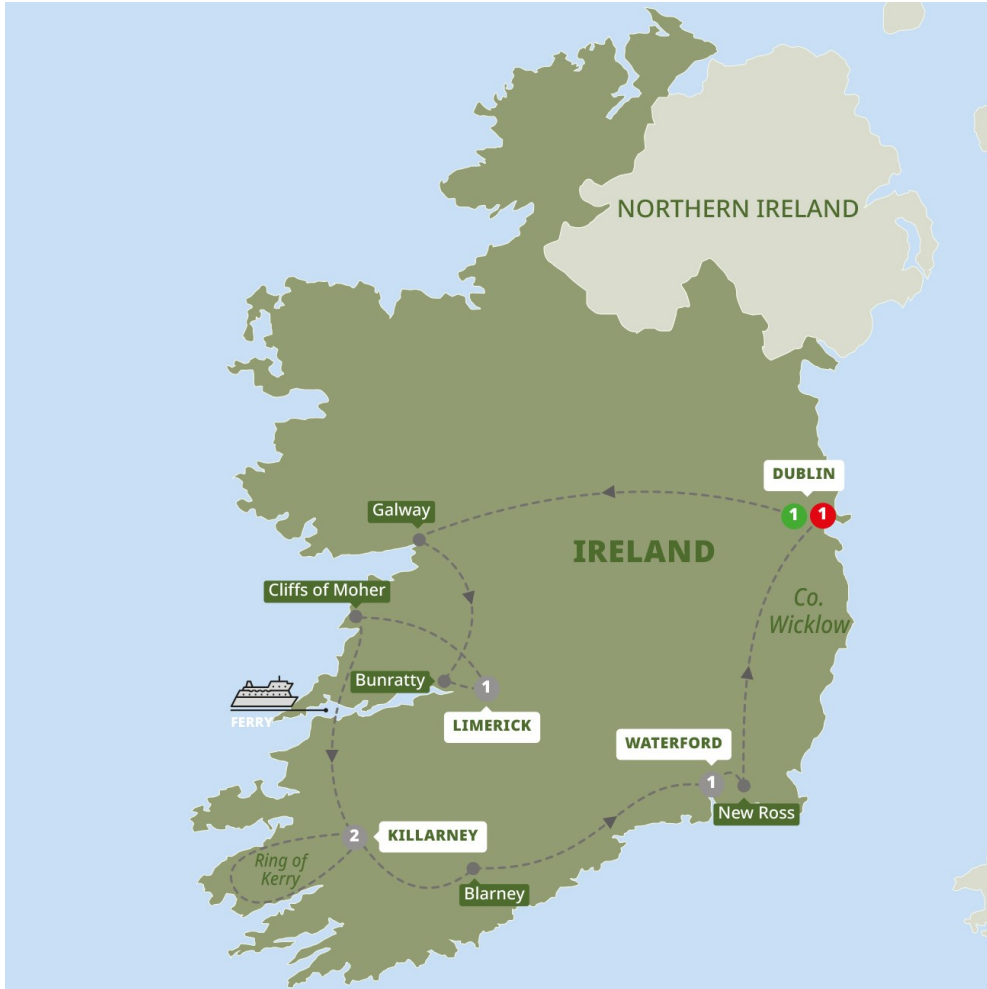 NORTHERN IRELAND
DUBLIN
1
1
Galway
IRELAND
Cliffs of Moher
Co.
Wicklow
Bunratty
1
FERRY
LIMERICK
WATERFORD
1
New Ross
2
KILLARNEY
Ring of
Kerry
Blarney